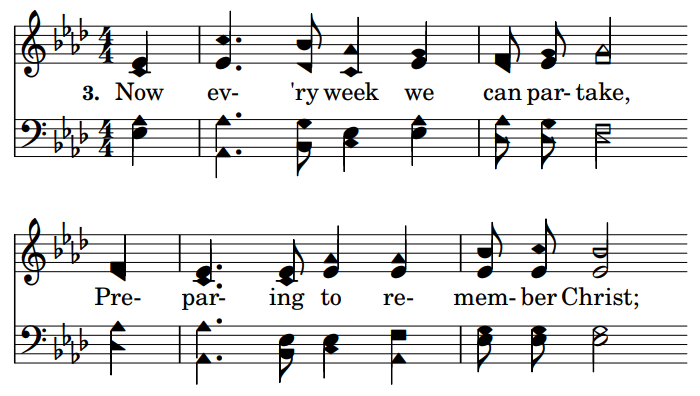 3. Now ev- 'ry week we can par- take,
Pre- par- ing to re- mem- ber Christ;